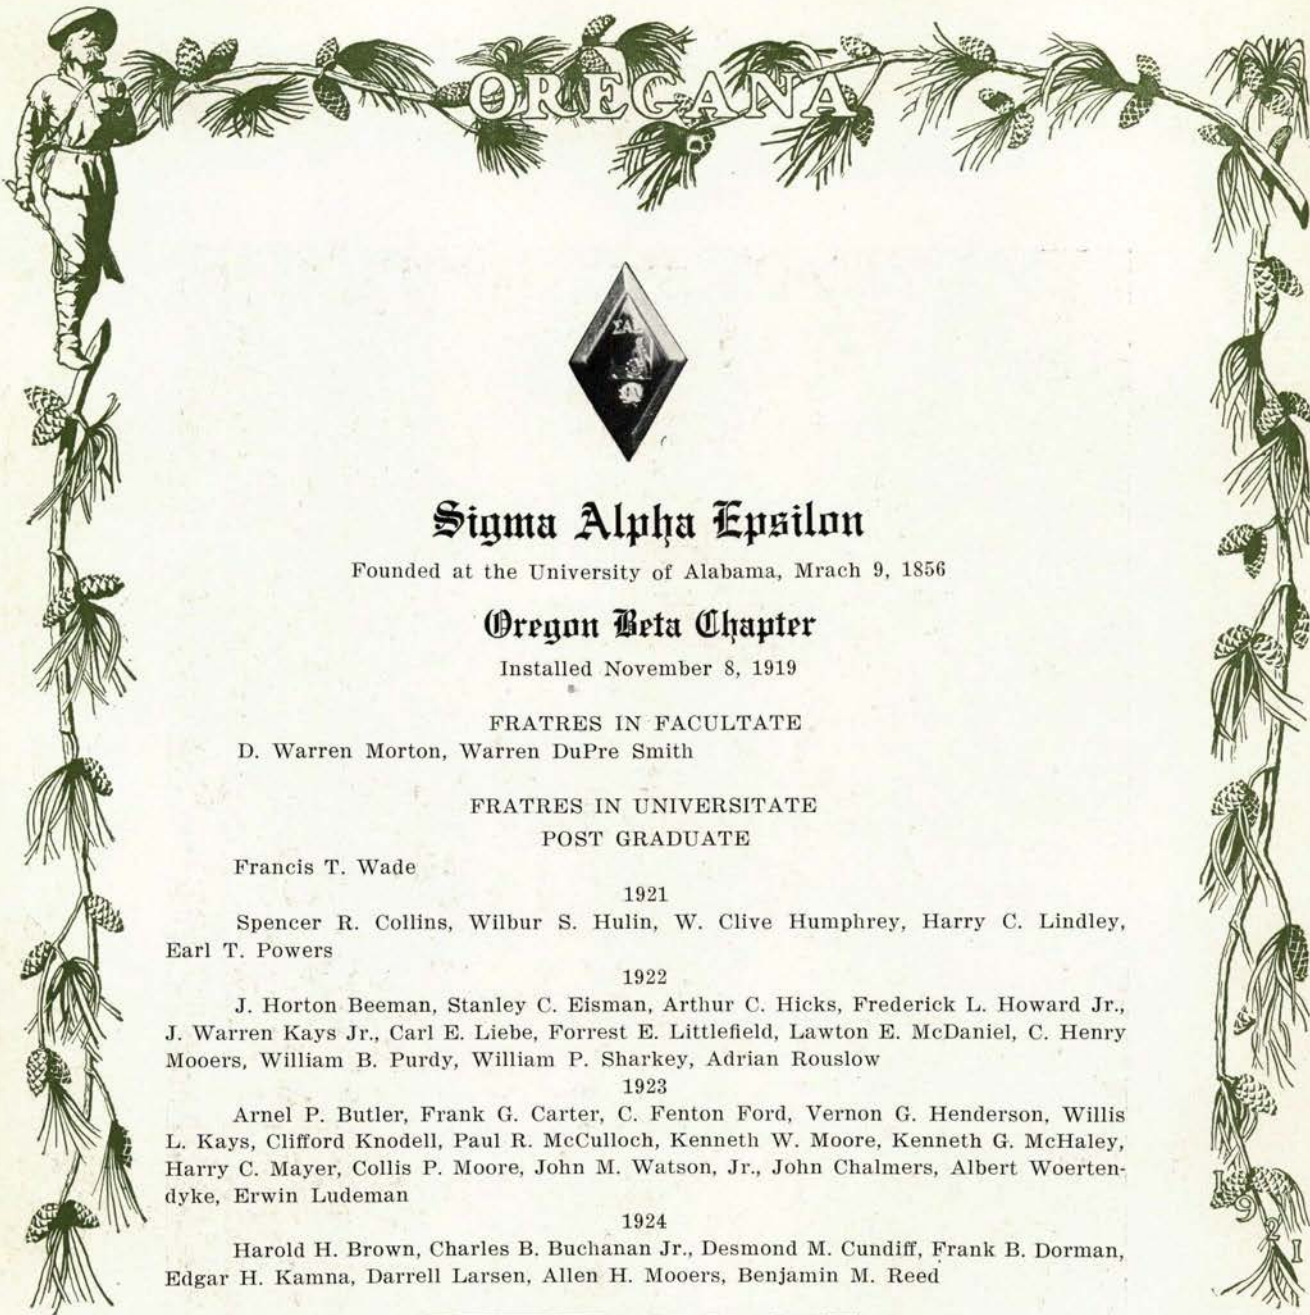 OREGANA
ΣΑΕ
Sigma Alpha Epsilon
Founded at the University of Alabama, Mrach 9, 1856
Oregon Beta Chapter
Installed November 8, 1919
FRATRES IN FACULTATE
D. Warren Morton, Warren DuPre Smith
FRATRES IN UNIVERSITATE
POST GRADUATE
Francis T. Wade
1921
Spencer R. Collins, Wilbur S. Hulin, W. Clive Humphrey, Harry C. Lindley,
Earl T. Powers
1922
J. Horton Beeman, Stanley C. Eisman, Arthur C. Hicks, Frederick L. Howard Jr.,
J. Warren Kays Jr., Carl E. Liebe, Forrest E. Littlefield, Lawton E. McDaniel, C. Henry
Mooers, William B. Purdy, William P. Sharkey, Adrian Rouslow
1923
Arnel P. Butler, Frank G. Carter, C. Fenton Ford, Vernon G. Henderson, Willis
L. Kays, Clifford Knodell, Paul R. McCulloch, Kenneth W. Moore, Kenneth G. McHaley,
Harry C. Mayer, Collis P. Moore, John M. Watson, Jr., John Chalmers, Albert Woerten-
dyke, Erwin Ludeman
1924
Harold H. Brown, Charles B. Buchanan Jr., Desmond M. Cundiff, Frank B. Dorman,
Edgar H. Kamna, Darrell Larsen, Allen H. Mooers, Benjamin M. Reed
1921